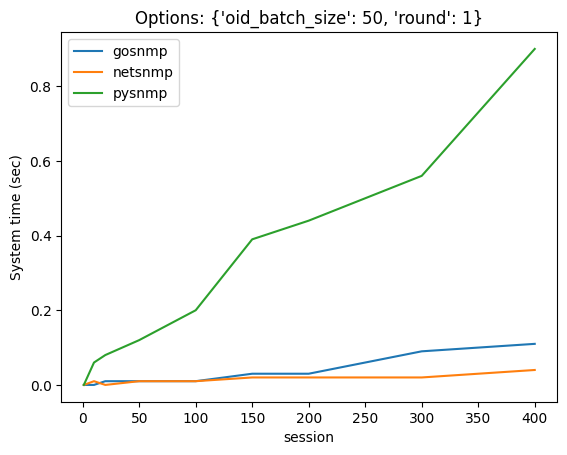 Options: {'oid_batch_size': 50, 'round': 1}
gosnmp
netsnmp
pysnmp
System time (sec)
0.8
0.6
0.4
0.2
0.0
0 50 100 150 200 250 300 350 400
session